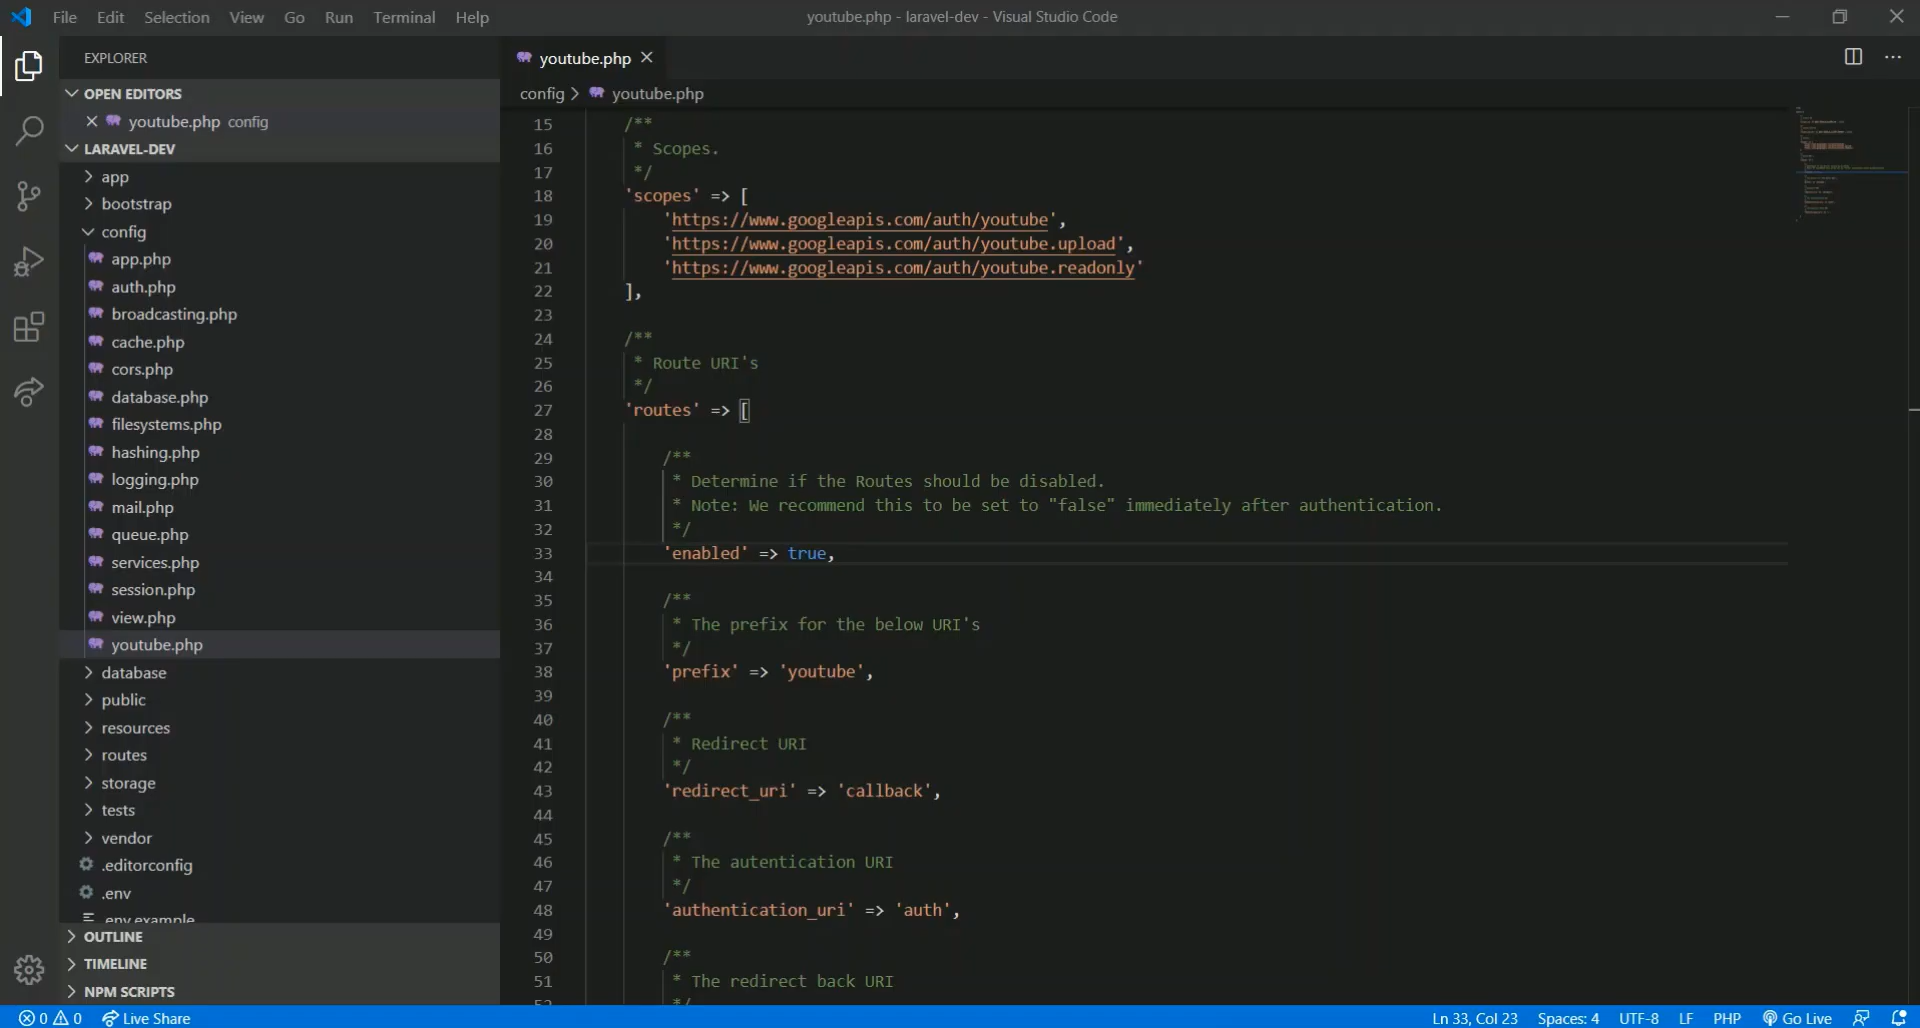 File Edit Selection View Go Run Terminal Help
youtube.php - laravel-dev - Visual Studio Code
EXPLORER
OPEN EDITORS
youtube.php config
LARAVEL-DEV
app
bootstrap
config
app.php
auth.php
broadcasting.php
cache.php
cors.php
database.php
filesystems.php
hashing.php
logging.php
mail.php
queue.php
services.php
session.php
view.php
youtube.php
database
public
resources
routes
storage
tests
vendor
.editorconfig
.env
.env.example
OUTLINE
TIMELINE
NPM SCRIPTS
youtube.php
config > youtube.php
15 /**
16 * Scopes.
17 */
18 'scopes' => [
19 'https://www.googleapis.com/auth/youtube',
20 'https://www.googleapis.com/auth/youtube.upload',
21 'https://www.googleapis.com/auth/youtube.readonly'
22 ],
23
24 /**
25 * Route URI's
26 */
27 'routes' => [
28
29 /**
30 * Determine if the Routes should be disabled.
31 * Note: We recommend this to be set to "false" immediately after authentication.
32 */
33 'enabled' => true,
34
35 /**
36 * The prefix for the below URI's
37 */
38 'prefix' => 'youtube',
39
40 /**
41 * Redirect URI
42 */
43 'redirect_uri' => 'callback',
44
45 /**
46 * The autentication URI
47 */
48 'authentication_uri' => 'auth',
49
50 /**
51 * The redirect back URI
52 */
0 0 Live Share
Ln 33, Col 23 Spaces: 4 UTF-8 LF PHP Go Live